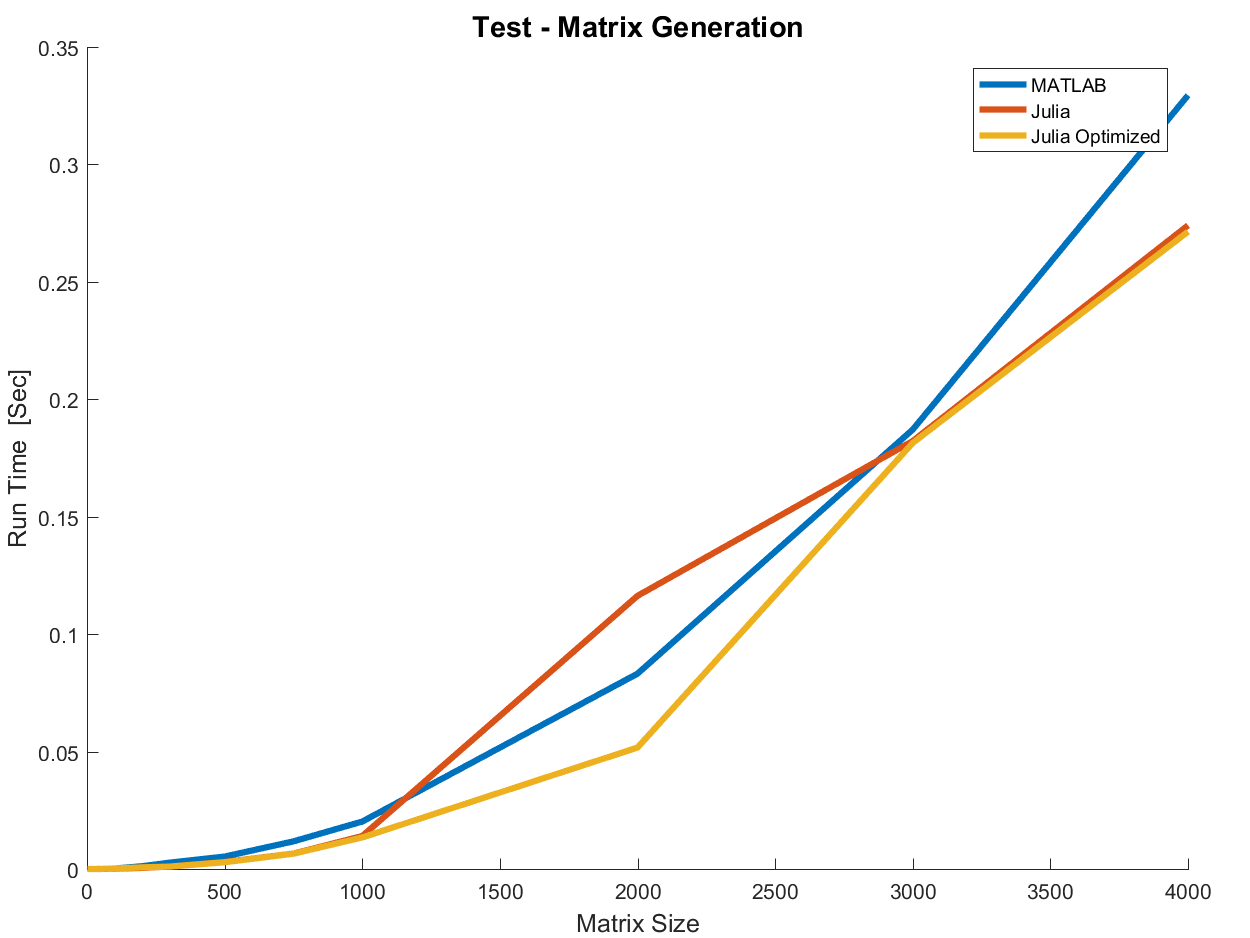 Test - Matrix Generation
MATLAB
Julia
Julia Optimized
0.35
0.3
0.25
0.2
0.15
0.1
0.05
0
Run Time [Sec]
0 500 1000 1500 2000 2500 3000 3500 4000
Matrix Size